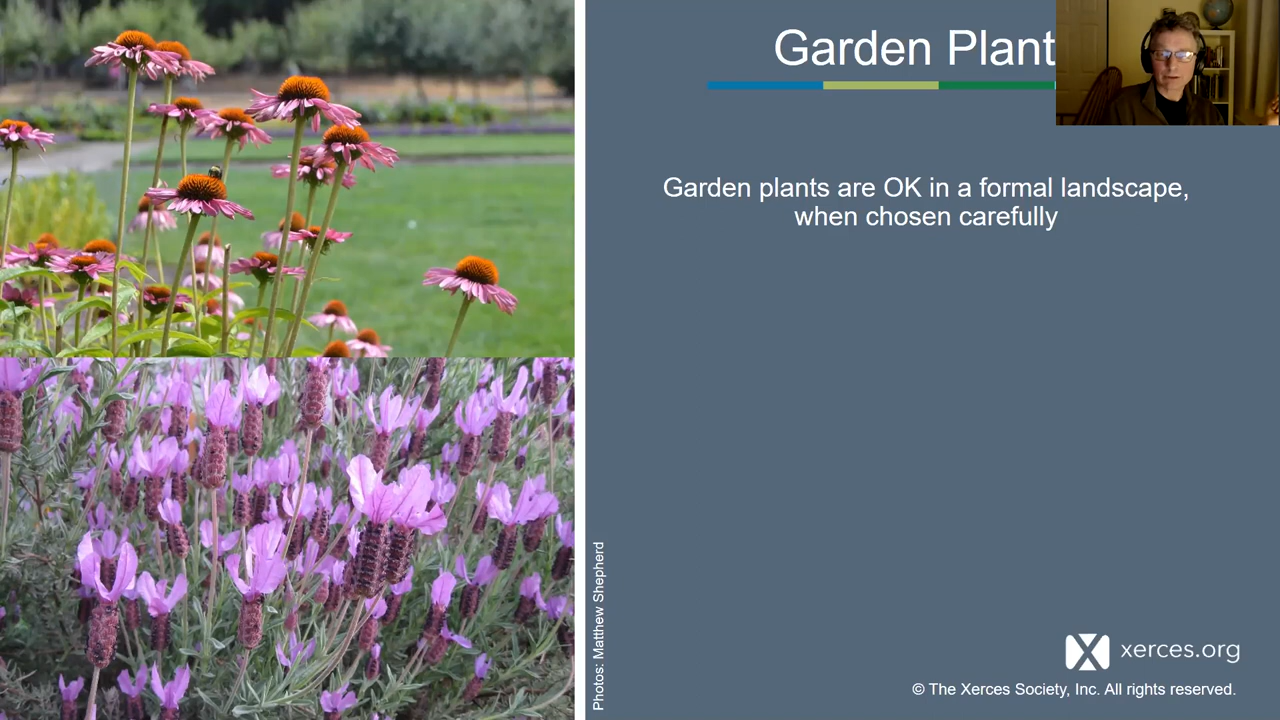 Garden Plant
Garden plants are OK in a formal landscape,
when chosen carefully
Photos: Matthew Shepherd
xerces.org
© The Xerces Society, Inc. All rights reserved.